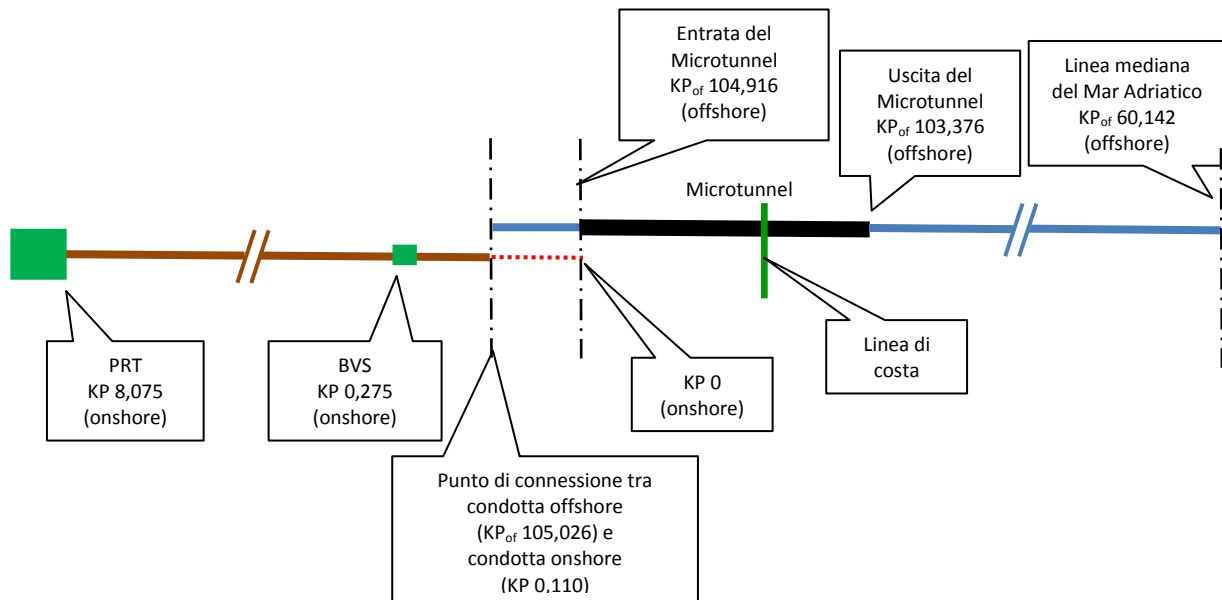 Entrata del
Microtunnel
KPof 104,916
(offshore)
Uscita del
Microtunnel
KPof 103,376
(offshore)
Linea mediana
del Mar Adriatico
KPof 60,142
(offshore)
Microtunnel
PRT
KP 8,075
(onshore)
BVS
KP 0,275
(onshore)
KP 0
(onshore)
Linea di
costa
Punto di connessione tra
condotta offshore
(KPof 105,026) e
condotta onshore
(KP 0,110)